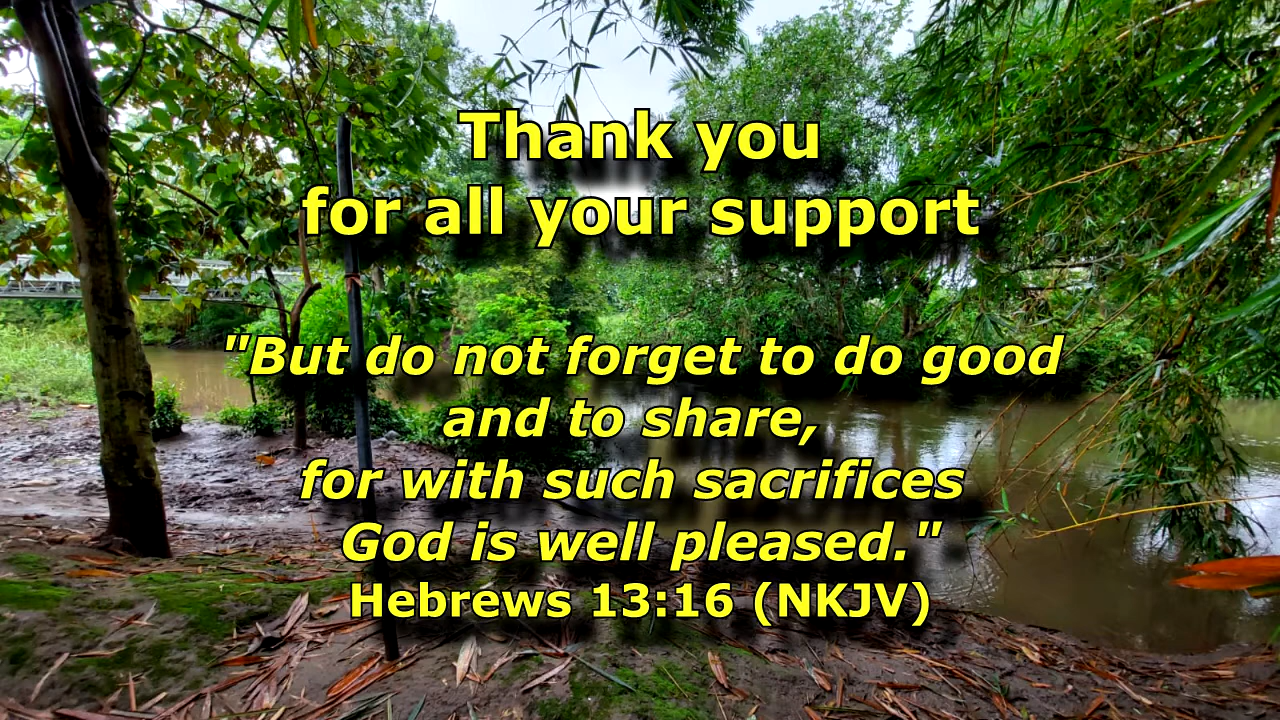 Thank you
for all your support
"But do not forget to do good
and to share,
for with such sacrifices
God is well pleased."
Hebrews 13:16 (NKJV)